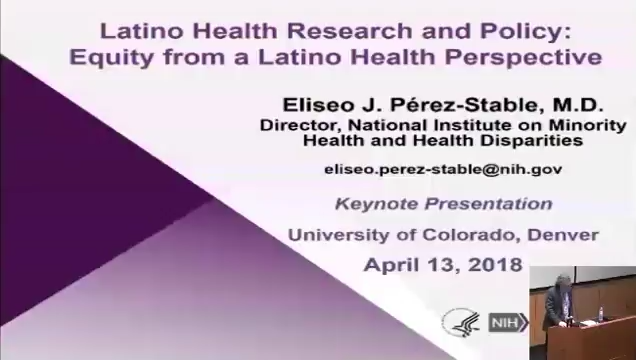 Latino Health Research and Policy:
Equity from a Latino Health Perspective
Eliseo J. Pérez-Stable, M.D.
Director, National Institute on Minority
Health and Health Disparities
eliseo.perez-stable@nih.gov
Keynote Presentation
University of Colorado, Denver
April 13, 2018
NIH